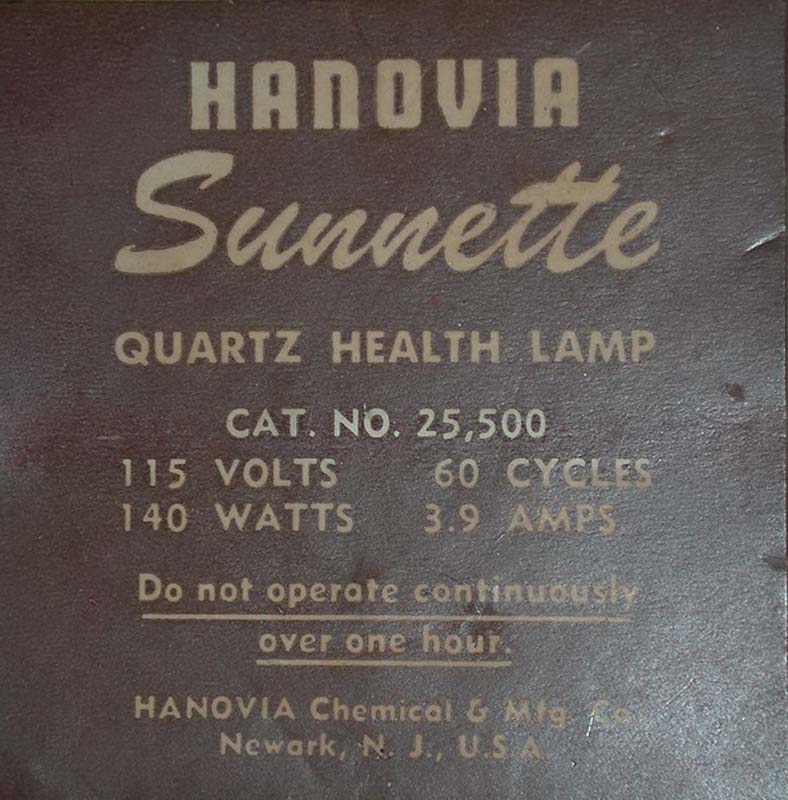 HANOVIA
Sunnette
QUARTZ HEALTH LAMP
CAT. NO. 25,500
115 VOLTS 60 CYCLES
140 WATTS 3.9 AMPS.
Do not operate continuously
over one hour.
HANOVIA Chemical & Mfg. Co.
Newark, N. J., U.S.A.